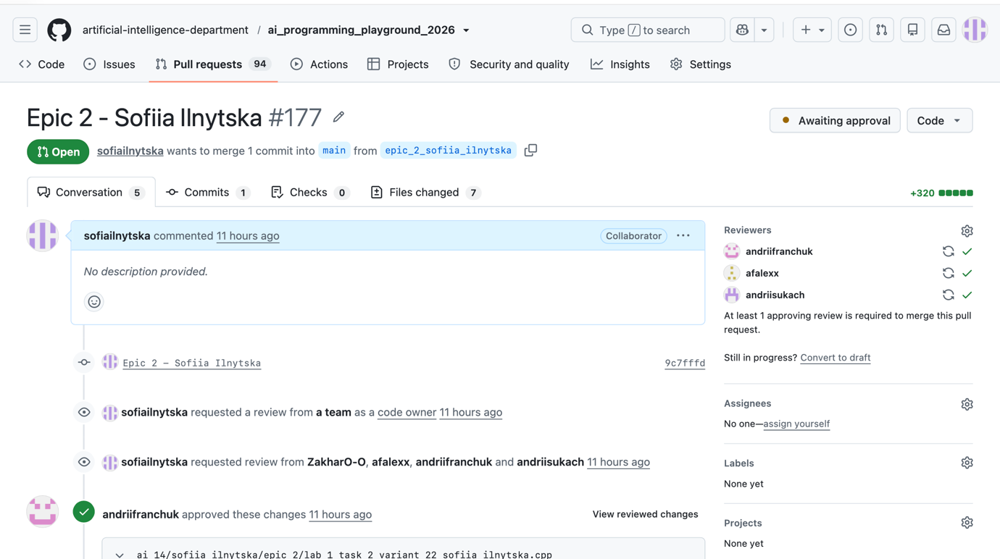 artificial-intelligence-department / ai_programming_playground_2026
Type / to search
Code
Issues
Pull requests 94
Actions
Projects
Security and quality
Insights
Settings
Epic 2 - Sofiia Ilnytska #177
Awaiting approval
Code
Open
sofiailnytska wants to merge 1 commit into main from epic_2_sofiia_ilnytska
Conversation 5
Commits 1
Checks 0
Files changed 7
+320
sofiailnytska commented 11 hours ago
Collaborator
No description provided.
Epic 2 – Sofiia Ilnytska
9c7fffd
sofiailnytska requested a review from a team as a code owner 11 hours ago
sofiailnytska requested review from ZakharO-O, afalexx, andriifranchuk and andriisukach 11 hours ago
andriifranchuk approved these changes 11 hours ago
View reviewed changes
ai_14/sofiia_ilnytska/epic_2/lab_1_task_2_variant_22_sofiia_ilnytska.cpp
Reviewers
andriifranchuk
afalexx
andriisukach
At least 1 approving review is required to merge this pull
request.
Still in progress? Convert to draft
Assignees
No one—assign yourself
Labels
None yet
Projects
None yet